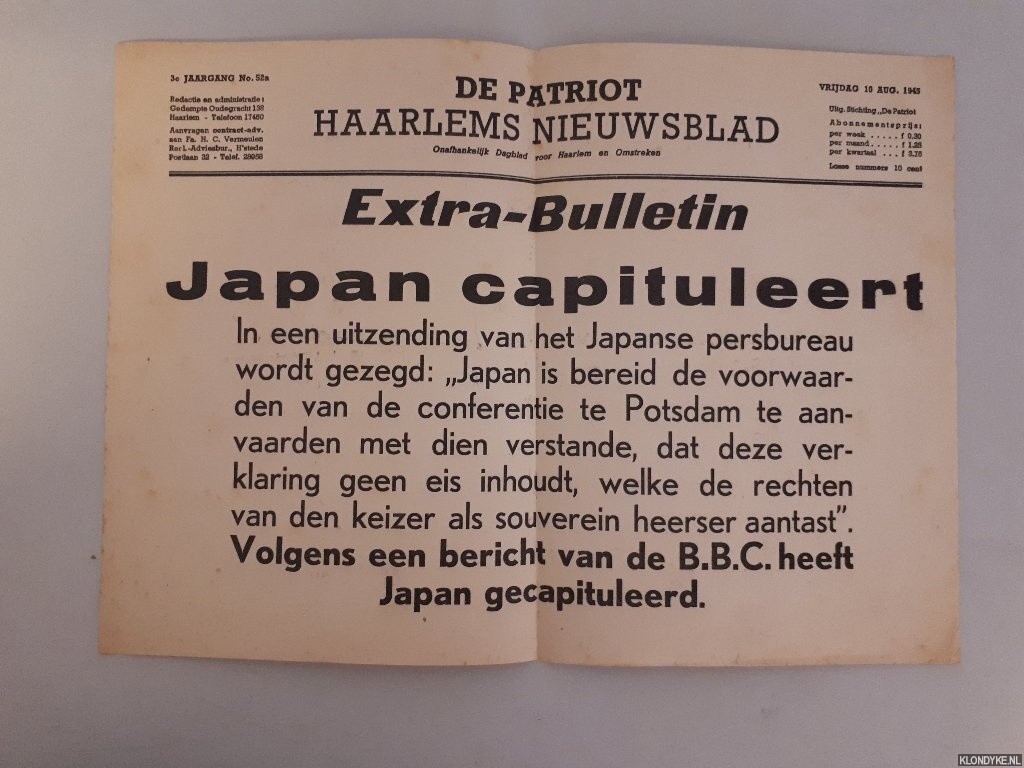 3e JAARGANG No. 52a
Redactie en administratie:
Gedempte Oudegracht 138
Haarlem - Telefoon 17460
Aanvragen contract-adv.
aan Fa. H. C. Vermeulen
Recl.-Adviesbur., H'stede
Postlaan 32 - Telef. 28058
DE PATRIOT
HAARLEMS NIEUWSBLAD
Onafhankelijk Dagblad voor Haarlem en Omstreken
VRIJDAG 10 AUG. 1945
Uitg. Stichting „De Patriot
Abonnementsprijs:
per week ..... f 0.30
per maand ..... f 1.25
per kwartaal ... f 3.75
Losse nummers 10 cent
Extra-Bulletin
Japan capituleert
In een uitzending van het Japanse persbureau
wordt gezegd: „Japan is bereid de voorwaar-
den van de conferentie te Potsdam te aan-
vaarden met dien verstande, dat deze ver-
klaring geen eis inhoudt, welke de rechten
van den keizer als souverein heerser aantast”.
Volgens een bericht van de B.B.C. heeft
Japan gecapituleerd.
KLONDYKE.NL